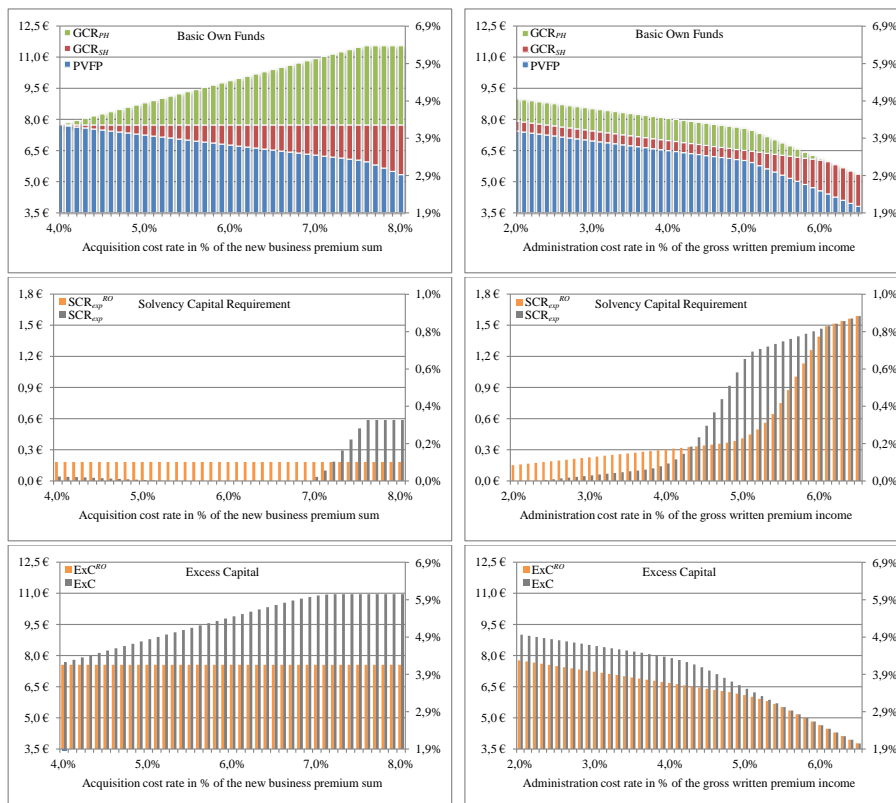 Basic Own Funds
GCR_PH
GCR_SH
PVFP
12,5 €
11,0 €
9,5 €
8,0 €
6,5 €
5,0 €
3,5 €
6,9%
5,9%
4,9%
3,9%
2,9%
1,9%
4,0% 5,0% 6,0% 7,0% 8,0%
Acquisition cost rate in % of the new business premium sum
Basic Own Funds
GCR_PH
GCR_SH
PVFP
12,5 €
11,0 €
9,5 €
8,0 €
6,5 €
5,0 €
3,5 €
6,9%
5,9%
4,9%
3,9%
2,9%
1,9%
2,0% 3,0% 4,0% 5,0% 6,0%
Administration cost rate in % of the gross written premium income
Solvency Capital Requirement
SCR_exp^RO
SCR_exp
1,8 €
1,5 €
1,2 €
0,9 €
0,6 €
0,3 €
0,0 €
1,0%
0,8%
0,6%
0,4%
0,2%
0,0%
4,0% 5,0% 6,0% 7,0% 8,0%
Acquisition cost rate in % of the new business premium sum
Solvency Capital Requirement
SCR_exp^RO
SCR_exp
1,8 €
1,5 €
1,2 €
0,9 €
0,6 €
0,3 €
0,0 €
1,0%
0,8%
0,6%
0,4%
0,2%
0,0%
2,0% 3,0% 4,0% 5,0% 6,0%
Administration cost rate in % of the gross written premium income
Excess Capital
ExC^RO
ExC
12,5 €
11,0 €
9,5 €
8,0 €
6,5 €
5,0 €
3,5 €
6,9%
5,9%
4,9%
3,9%
2,9%
1,9%
4,0% 5,0% 6,0% 7,0% 8,0%
Acquisition cost rate in % of the new business premium sum
Excess Capital
ExC^RO
ExC
12,5 €
11,0 €
9,5 €
8,0 €
6,5 €
5,0 €
3,5 €
6,9%
5,9%
4,9%
3,9%
2,9%
1,9%
2,0% 3,0% 4,0% 5,0% 6,0%
Administration cost rate in % of the gross written premium income